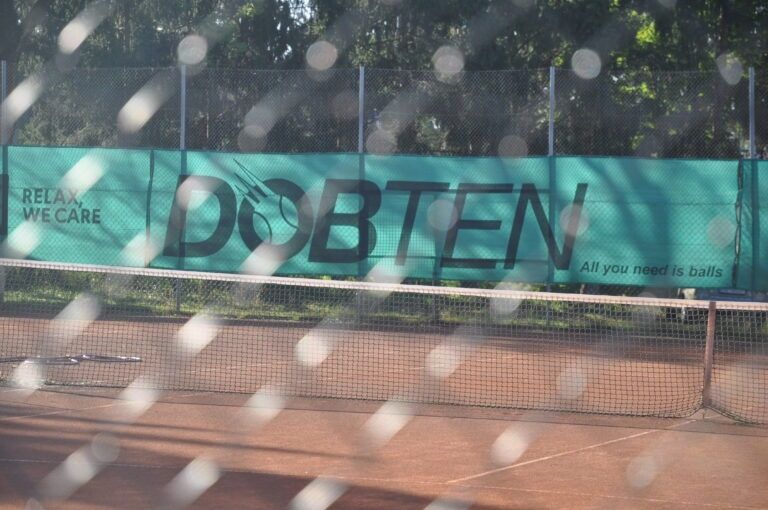 RELAX,
WE CARE
DOBTEN
All you need is balls